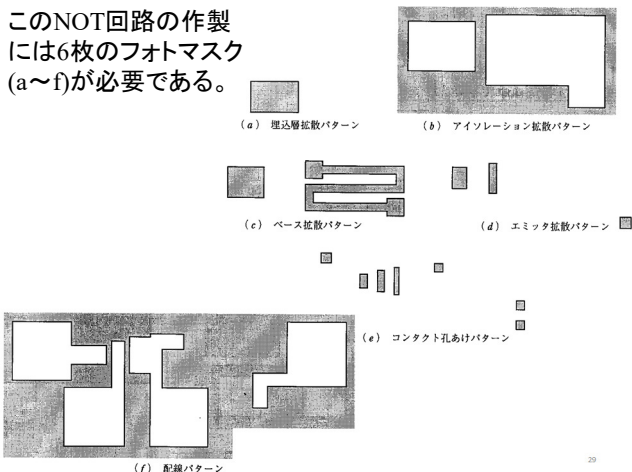 このNOT回路の作製
には6枚のフォトマスク
(a～f)が必要である。
(a) 埋込層拡散パターン
(b) アイソレーション拡散パターン
(c) ベース拡散パターン
(d) エミッタ拡散パターン
(e) コンタクト孔あけパターン
(f) 配線パターン
29